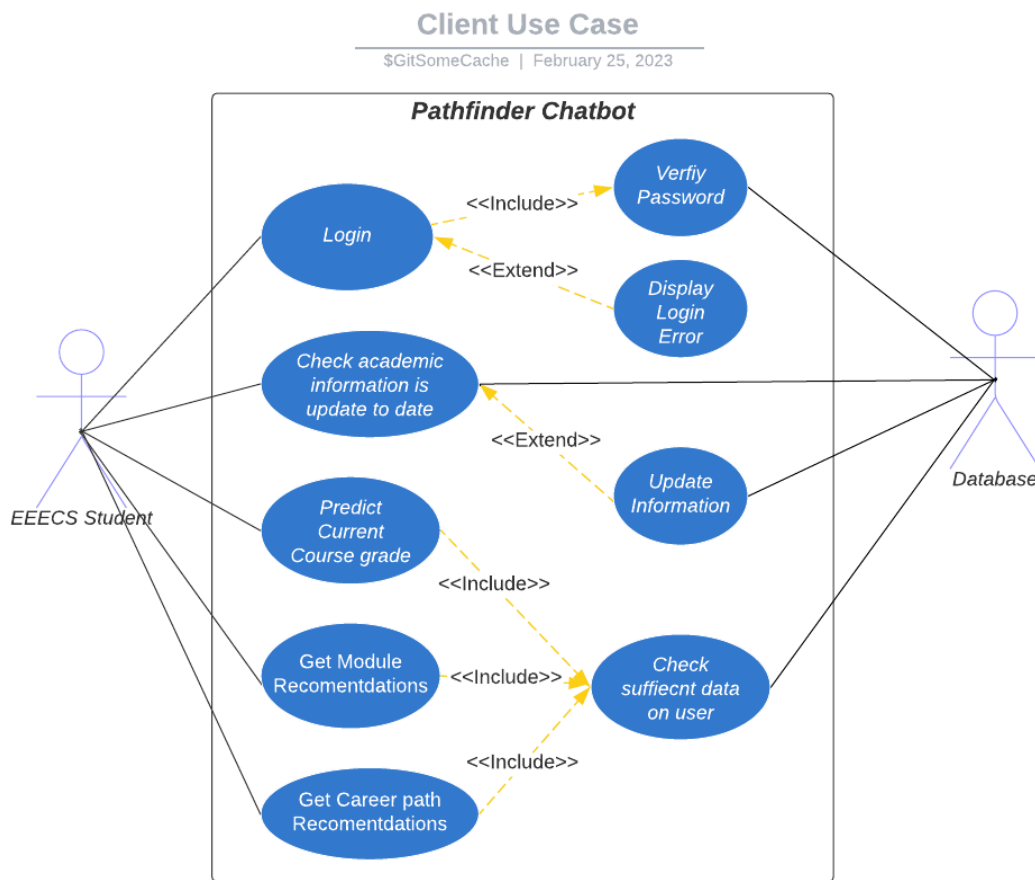 Client Use Case
$GitSomeCache | February 25, 2023
Pathfinder Chatbot
Login
<<Include>>
Verfiy
Password
<<Extend>>
Display
Login
Error
Check academic
information is
update to date
<<Extend>>
Update
Information
EEECS Student
Database
Predict
Current
Course grade
<<Include>>
Get Module
Recomentdations
<<Include>>
Check
suffiecnt data
on user
<<Include>>
Get Career path
Recomentdations